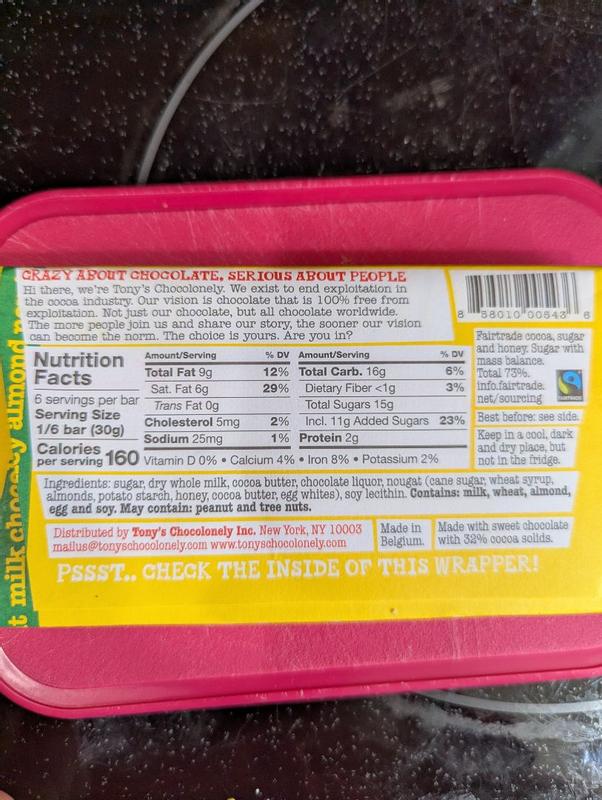 CRAZY ABOUT CHOCOLATE, SERIOUS ABOUT PEOPLE
Hi there, we're Tony's Chocolonely. We exist to end exploitation in
the cocoa industry. Our vision is chocolate that is 100% free from
exploitation. Not just our chocolate, but all chocolate worldwide.
The more people join us and share our story, the sooner our vision
can become the norm. The choice is yours. Are you in?
Nutrition
Facts
6 servings per bar
Serving Size
1/6 bar (30g)
Calories
per serving 160
Amount/Serving % DV
Total Fat 9g 12%
Sat. Fat 6g 29%
Trans Fat 0g
Cholesterol 5mg 2%
Sodium 25mg 1%
Amount/Serving % DV
Total Carb. 16g 6%
Dietary Fiber <1g 3%
Total Sugars 15g
Incl. 11g Added Sugars 23%
Protein 2g
Vitamin D 0% • Calcium 4% • Iron 8% • Potassium 2%
8 58010 00543 6
Fairtrade cocoa, sugar
and honey. Sugar with
mass balance.
Total 73%.
info.fairtrade.
net/sourcing
FAIRTRADE
Best before: see side.
Keep in a cool, dark
and dry place, but
not in the fridge.
Ingredients: sugar, dry whole milk, cocoa butter, chocolate liquor, nougat (cane sugar, wheat syrup,
almonds, potato starch, honey, cocoa butter, egg whites), soy lecithin. Contains: milk, wheat, almond,
egg and soy. May contain: peanut and tree nuts.
Distributed by Tony's Chocolonely Inc. New York, NY 10003
mailus@tonyschocolonely.com www.tonyschocolonely.com
Made in
Belgium.
Made with sweet chocolate
with 32% cocoa solids.
PSSST.. CHECK THE INSIDE OF THIS WRAPPER!
milk almond